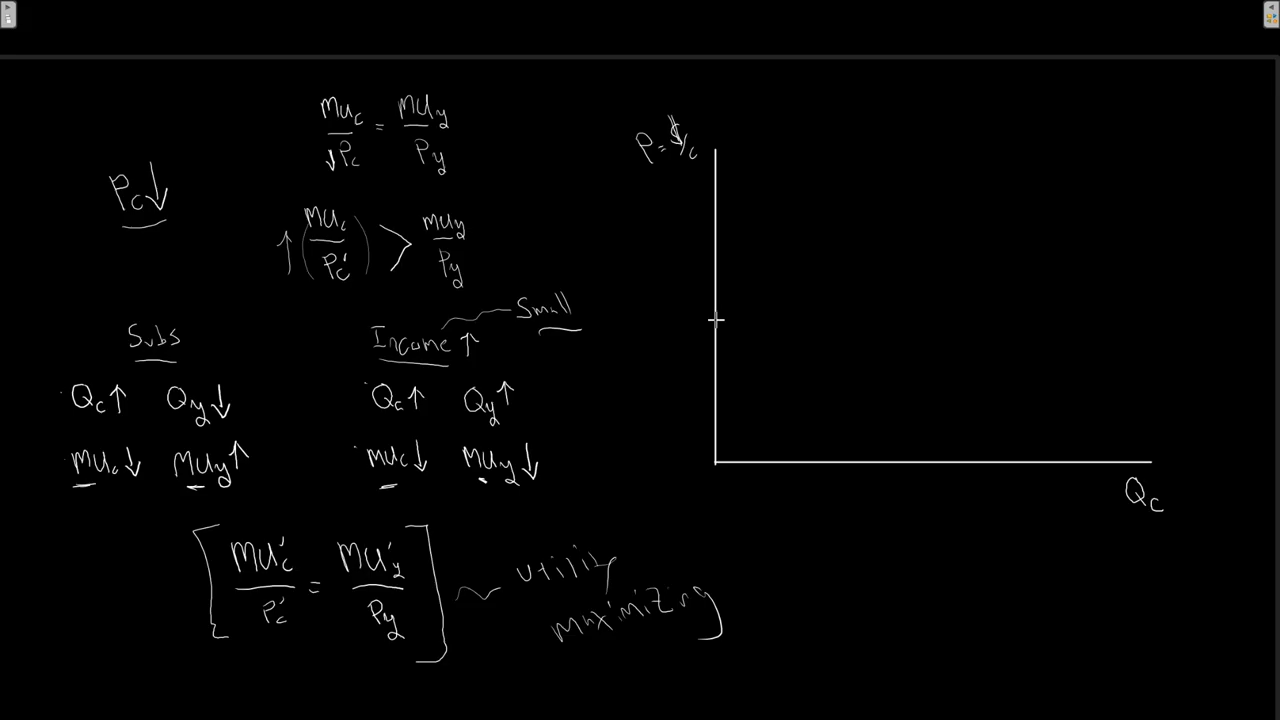 MUc/↓Pc = MUy/Py
Pc↓
↑(MUc/Pc') > MUy/Py
Subs
Qc↑ Qy↓
MUc↓ MUy↑
Income↑ Small
Qc↑ Qy↑
MUc↓ MUy↓
[MU'c/P'c = MU'y/Py] ~ utility
maximizing
P = $/c
Qc